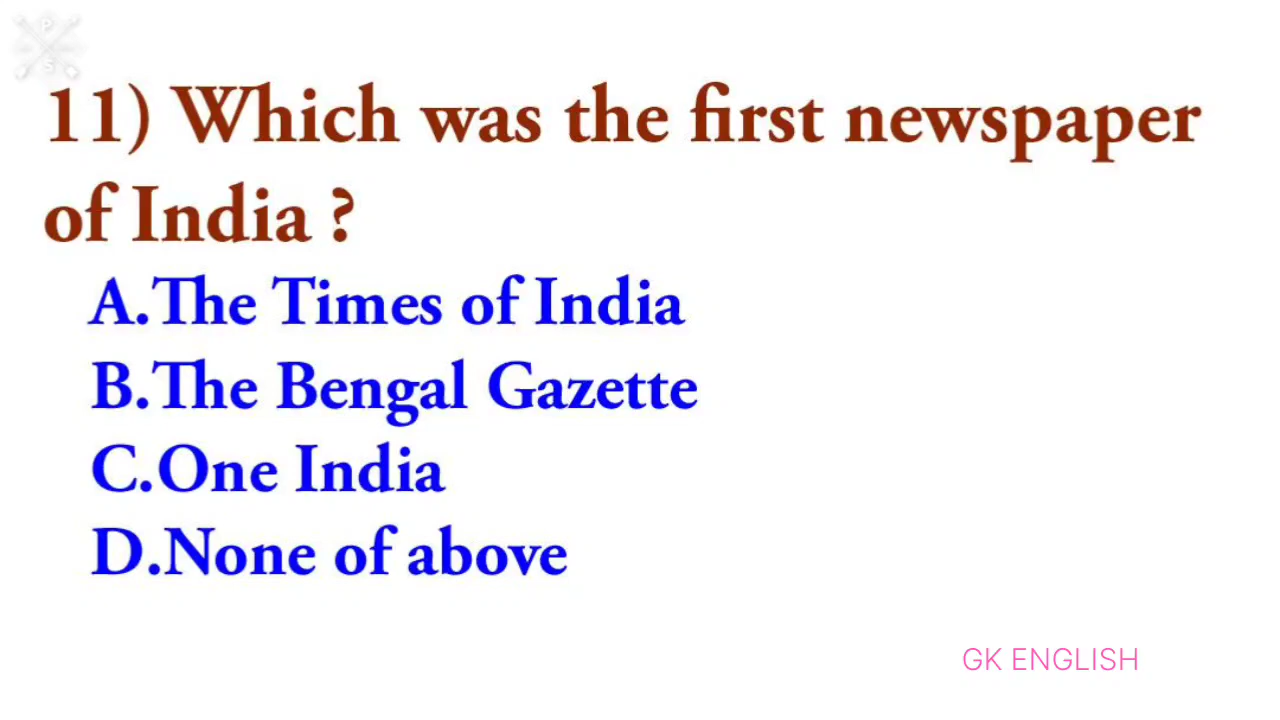 P
S
11) Which was the first newspaper
of India ?
A.The Times of India
B.The Bengal Gazette
C.One India
D.None of above
GK ENGLISH